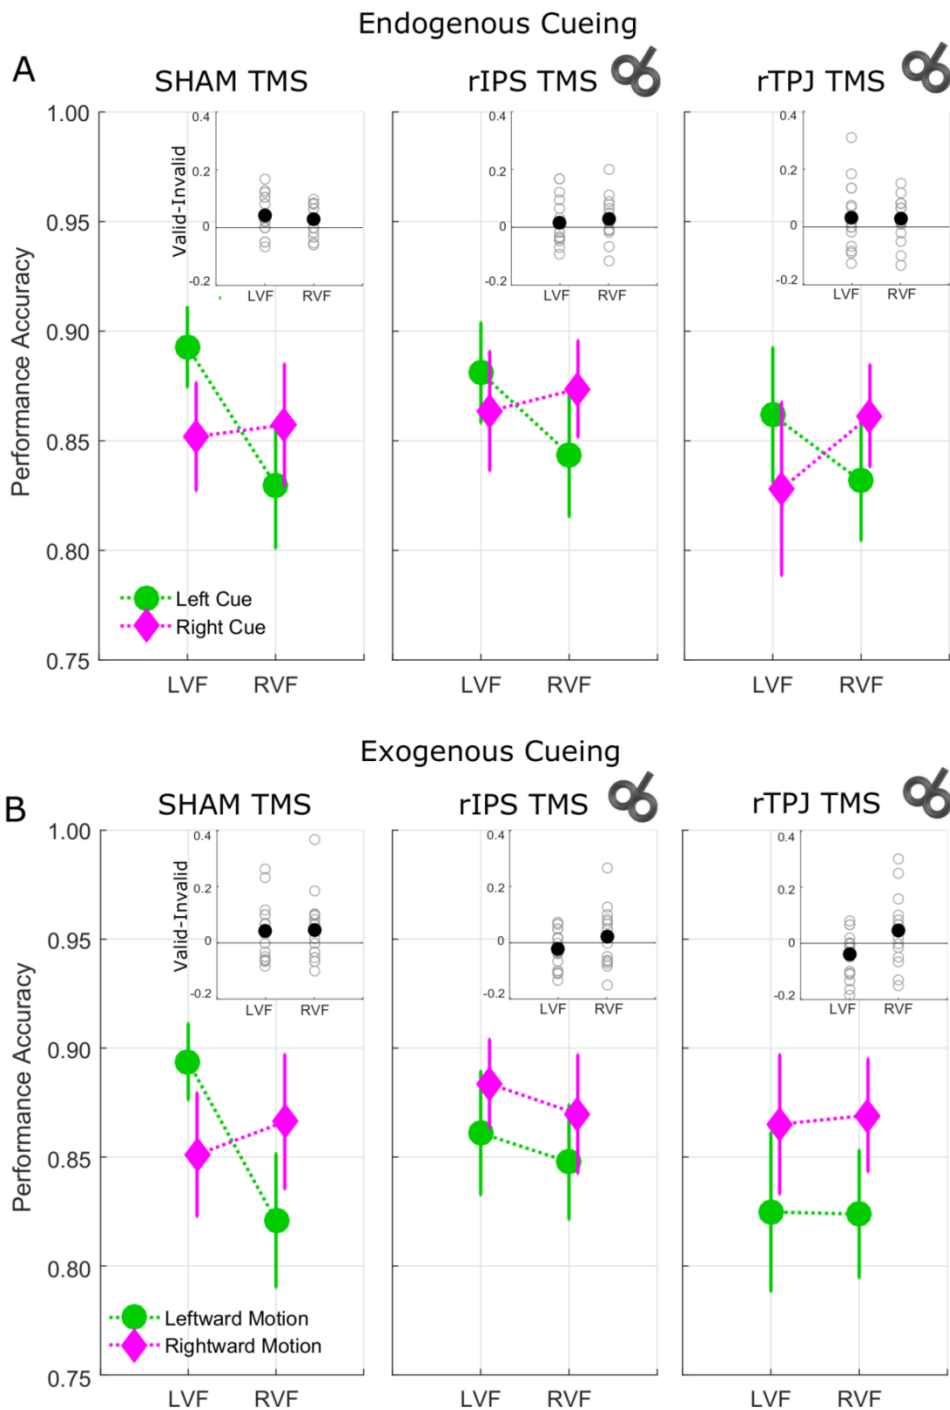 Endogenous Cueing
A
SHAM TMS
rIPS TMS
rTPJ TMS
1.00
0.95
0.90
0.85
0.80
0.75
Performance Accuracy
Valid-Invalid
0.4
0.2
0
-0.2
LVF RVF
0.4
0.2
0
-0.2
LVF RVF
0.4
0.2
0
-0.2
LVF RVF
Left Cue
Right Cue
LVF RVF
LVF RVF
LVF RVF
Exogenous Cueing
B
SHAM TMS
rIPS TMS
rTPJ TMS
1.00
0.95
0.90
0.85
0.80
0.75
Performance Accuracy
Valid-Invalid
0.4
0.2
0
-0.2
LVF RVF
0.4
0.2
0
-0.2
LVF RVF
0.4
0.2
0
-0.2
LVF RVF
Leftward Motion
Rightward Motion
LVF RVF
LVF RVF
LVF RVF